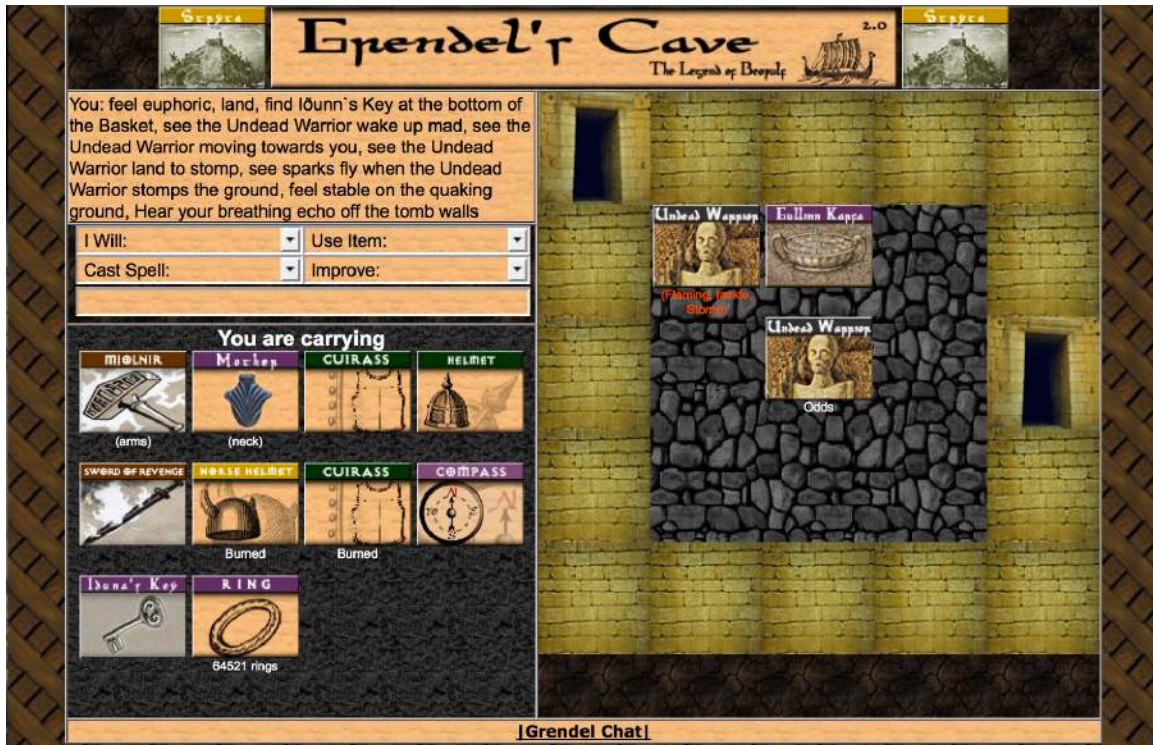 Scyra
Grendel's Cave
2.0
Scyra
The Legend of Beowulf
You: feel euphoric, land, find Iðunn`s Key at the bottom of
the Basket, see the Undead Warrior wake up mad, see the
Undead Warrior moving towards you, see the Undead
Warrior land to stomp, see sparks fly when the Undead
Warrior stomps the ground, feel stable on the quaking
ground, Hear your breathing echo off the tomb walls
I Will:
Use Item:
Cast Spell:
Improve:
Undead Warrior
Gullinn Karfa
Stomp)
Undead Warrior
Odds
You are carrying
MIOLNIR
CUIRASS
HELMET
(arms)
(neck)
SWORD OF REVENGE
NORSE HELMET
CUIRASS
COMPASS
Burned
Burned
Iduna's Key
RING
64521 rings
|Grendel Chat|